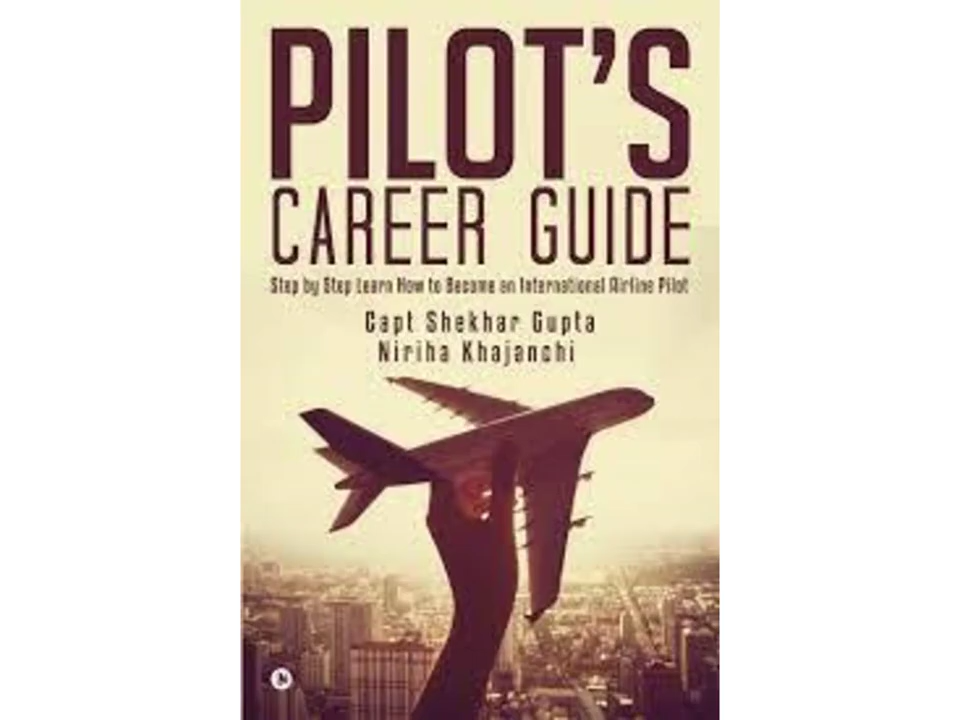 PILOT'S
CAREER GUIDE
Step by Step Learn How to Become an International Airline Pilot
Capt Shekhar Gupta
Niriha Khajanchi